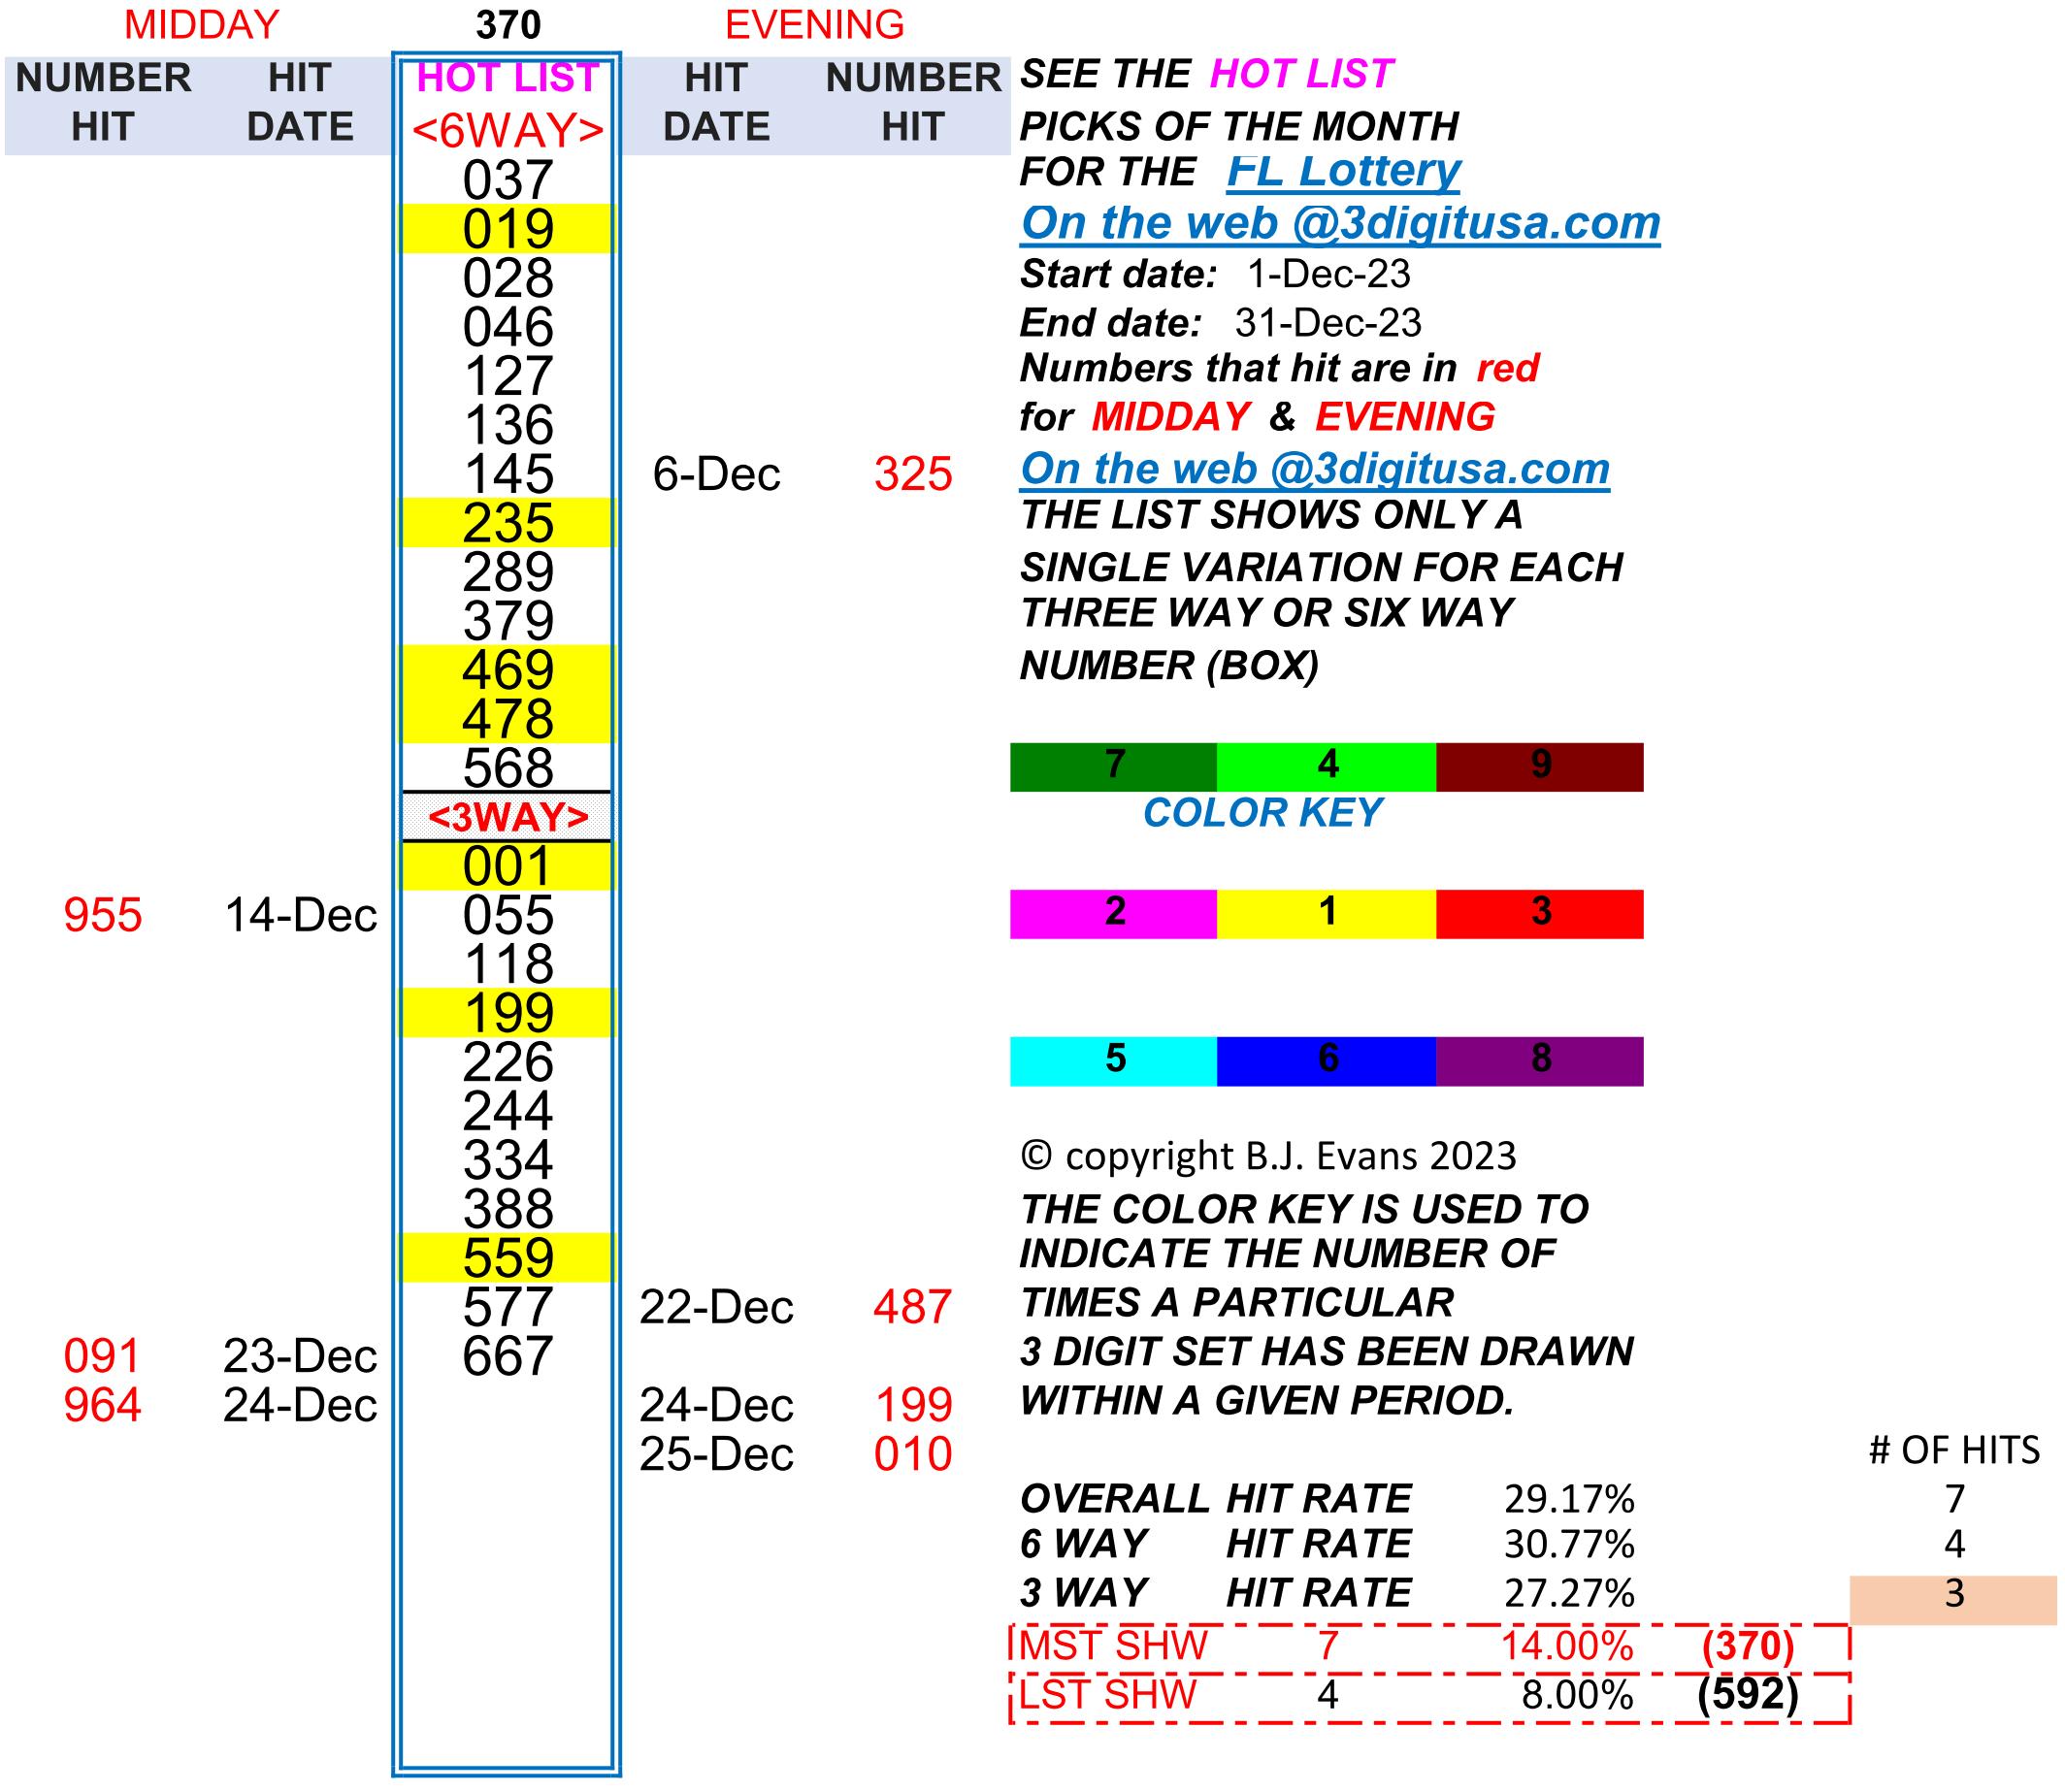 MIDDAY 370 EVENING
NUMBER HIT HOT LIST HIT NUMBER SEE THE HOT LIST
HIT DATE <6WAY> DATE HIT PICKS OF THE MONTH
037 FOR THE FL Lottery
019 On the web @3digitusa.com
028 Start date: 1-Dec-23
046 End date: 31-Dec-23
127 Numbers that hit are in red
136 for MIDDAY & EVENING
145 6-Dec 325 On the web @3digitusa.com
235 THE LIST SHOWS ONLY A
289 SINGLE VARIATION FOR EACH
379 THREE WAY OR SIX WAY
469 NUMBER (BOX)
478
568 7 4 9
<3WAY> COLOR KEY
001
955 14-Dec 055 2 1 3
118
199
226 5 6 8
244
334 © copyright B.J. Evans 2023
388 THE COLOR KEY IS USED TO
559 INDICATE THE NUMBER OF
577 22-Dec 487 TIMES A PARTICULAR
091 23-Dec 667 3 DIGIT SET HAS BEEN DRAWN
964 24-Dec 24-Dec 199 WITHIN A GIVEN PERIOD.
25-Dec 010 # OF HITS
OVERALL HIT RATE 29.17% 7
6 WAY HIT RATE 30.77% 4
3 WAY HIT RATE 27.27% 3
MST SHW 7 14.00% (370)
LST SHW 4 8.00% (592)